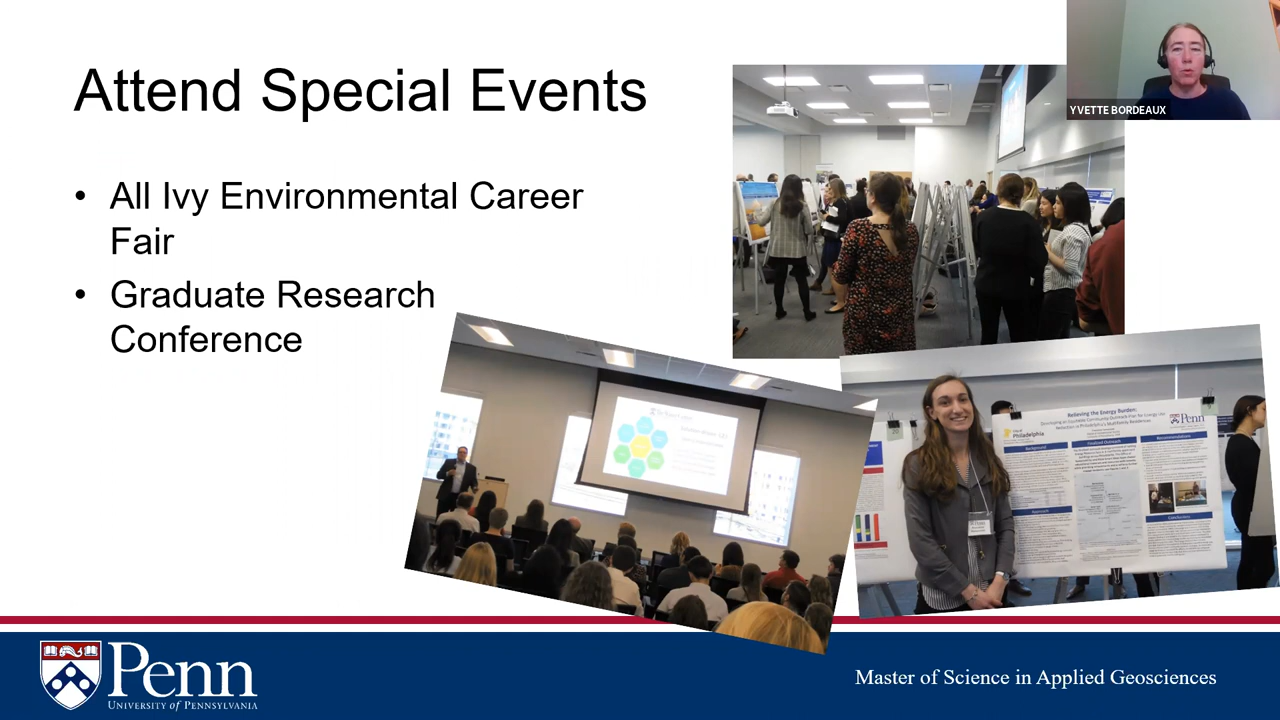 Attend Special Events
YVETTE BORDEAUX
• All Ivy Environmental Career
Fair
• Graduate Research
Conference
Relieving the Energy Burden:
Philadelphia
Penn
Background
Recommendations
Approach
Conclusions
Penn
UNIVERSITY of PENNSYLVANIA
Master of Science in Applied Geosciences